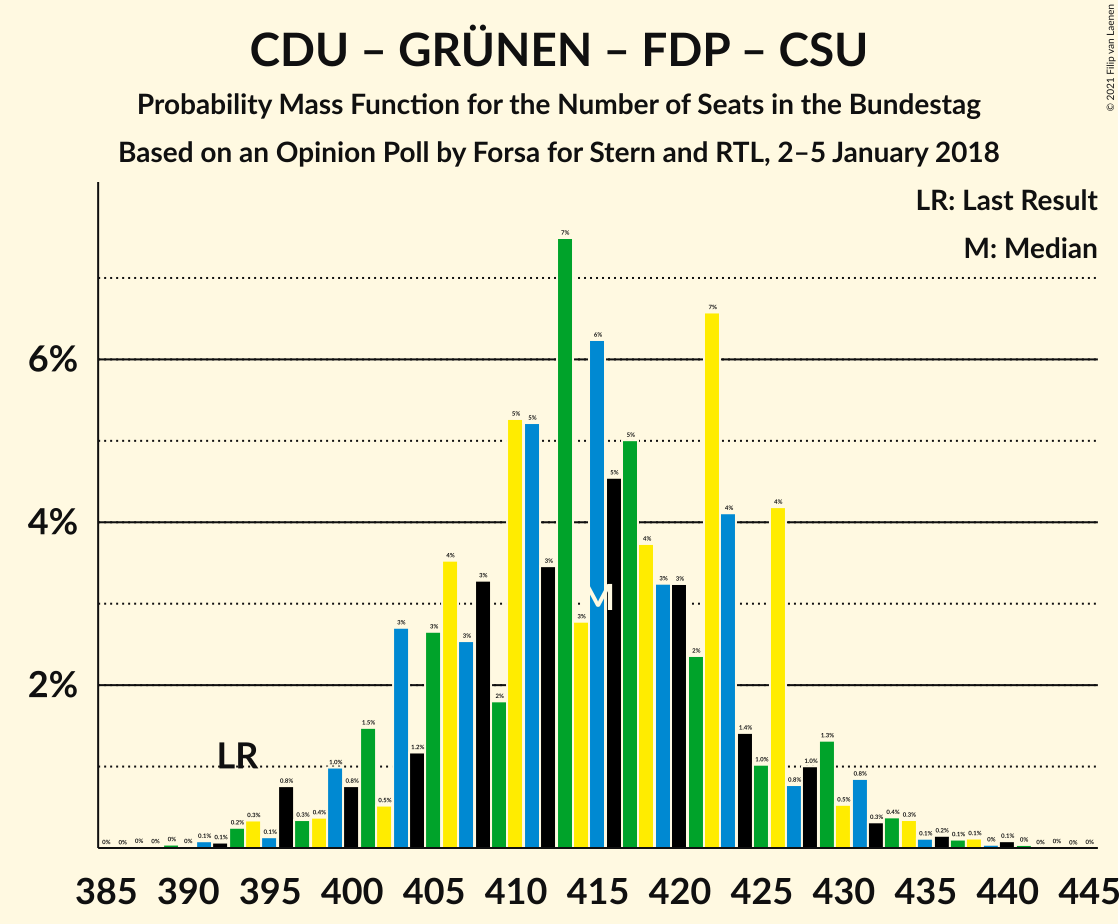 CDU – GRÜNEN – FDP – CSU
Probability Mass Function for the Number of Seats in the Bundestag
Based on an Opinion Poll by Forsa for Stern and RTL, 2–5 January 2018
© 2021 Filip van Laenen
LR: Last Result
M: Median
6%
4%
2%
LR
M
0% 0% 0% 0% 0% 0% 0.1% 0.1% 0.2% 0.3% 0.1% 0.8% 0.3% 0.4% 1.0% 0.8% 1.5% 0.5% 3% 1.2% 3% 4% 3% 3% 2% 5% 5% 3% 7% 3% 6% 5% 5% 4% 3% 3% 2% 7% 4% 1.4% 1.0% 4% 0.8% 1.0% 1.3% 0.5% 0.8% 0.3% 0.4% 0.3% 0.1% 0.2% 0.1% 0.1% 0% 0.1% 0% 0% 0% 0% 0%
385 390 395 400 405 410 415 420 425 430 435 440 445